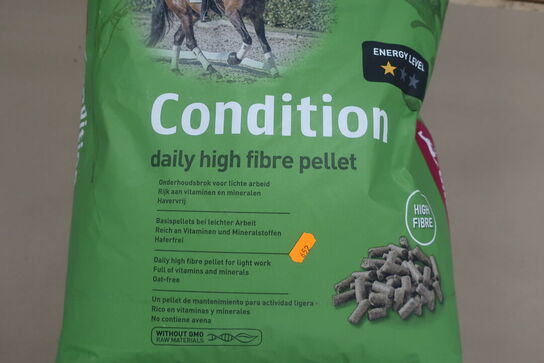 ENERGY LEVEL
Condition
daily high fibre pellet
Onderhoudsbrok voor lichte arbeid
Rijk aan vitaminen en mineralen
Havervrij
HIGH
FIBRE
Basispellets bei leichter Arbeit
Reich an Vitaminen und Mineralstoffen
Haferfrei
652
Daily high fibre pellet for light work
Full of vitamins and minerals
Oat-free
Un pellet de mantenimiento para actividad ligera -
Rico en vitaminas y minerales
No contiene avena
WITHOUT GMO
RAW MATERIALS